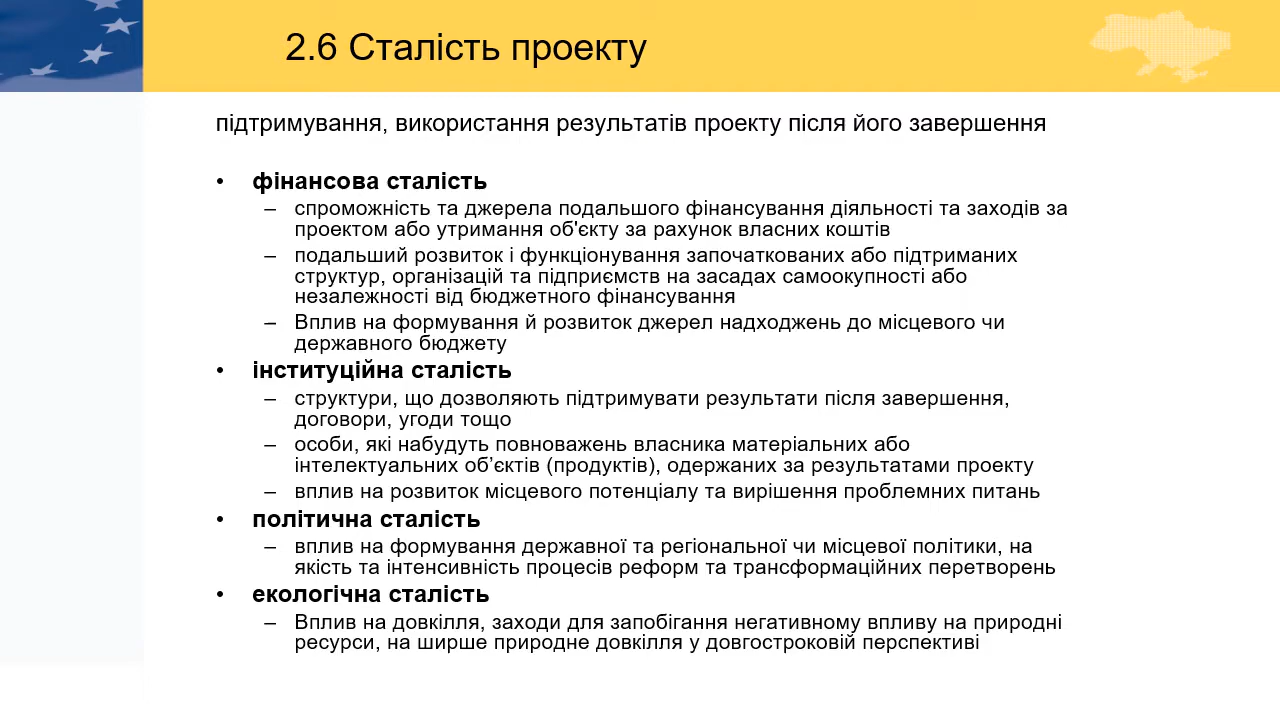 2.6 Сталість проекту
підтримування, використання результатів проекту після його завершення
• фінансова сталість
– спроможність та джерела подальшого фінансування діяльності та заходів за
проектом або утримання об'єкту за рахунок власних коштів
– подальший розвиток і функціонування започаткованих або підтриманих
структур, організацій та підприємств на засадах самоокупності або
незалежності від бюджетного фінансування
– Вплив на формування й розвиток джерел надходжень до місцевого чи
державного бюджету
• інституційна сталість
– структури, що дозволяють підтримувати результати після завершення,
договори, угоди тощо
– особи, які набудуть повноважень власника матеріальних або
інтелектуальних об’єктів (продуктів), одержаних за результатами проекту
– вплив на розвиток місцевого потенціалу та вирішення проблемних питань
• політична сталість
– вплив на формування державної та регіональної чи місцевої політики, на
якість та інтенсивність процесів реформ та трансформаційних перетворень
• екологічна сталість
– Вплив на довкілля, заходи для запобігання негативному впливу на природні
ресурси, на ширше природне довкілля у довгостроковій перспективі